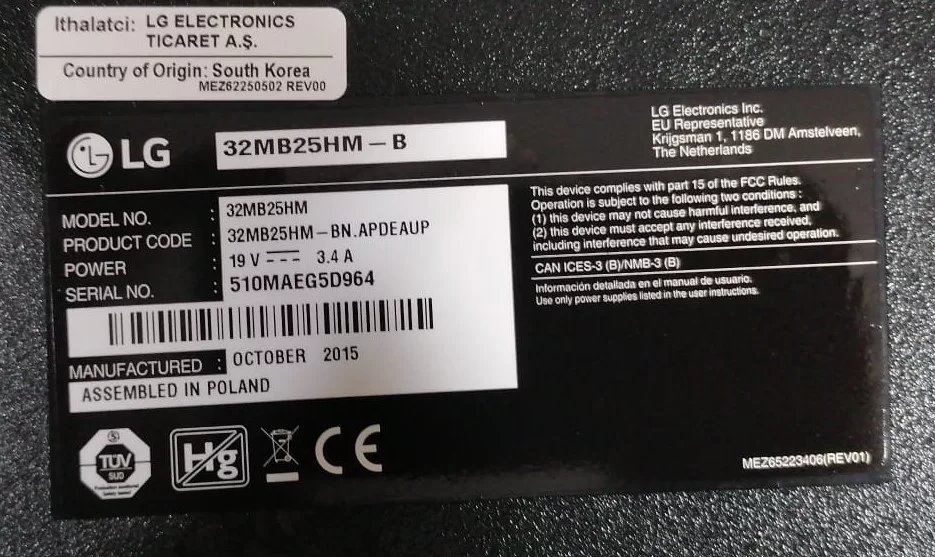 Ithalatci: LG ELECTRONICS
TICARET A.Ş.
Country of Origin: South Korea
MEZ62250502 REV00
LG
32MB25HM – B
LG Electronics Inc.
EU Representative
Krijgsman 1, 1186 DM Amstelveen,
The Netherlands
MODEL NO. : 32MB25HM
PRODUCT CODE : 32MB25HM–BN.APDEAUP
POWER : 19 V 3.4 A
SERIAL NO. : 510MAEG5D964
MANUFACTURED : OCTOBER 2015
ASSEMBLED IN POLAND
This device complies with part 15 of the FCC Rules.
Operation is subject to the following two conditions :
(1) this device may not cause harmful interference, and
(2) this device must accept any interference received,
including interference that may cause undesired operation.
CAN ICES-3 (B)/NMB-3 (B)
Información detallada en el manual de usuario.
Use only power supplies listed in the user instructions.
TÜV
SUD
Hg
CE
MEZ65223406(REV01)